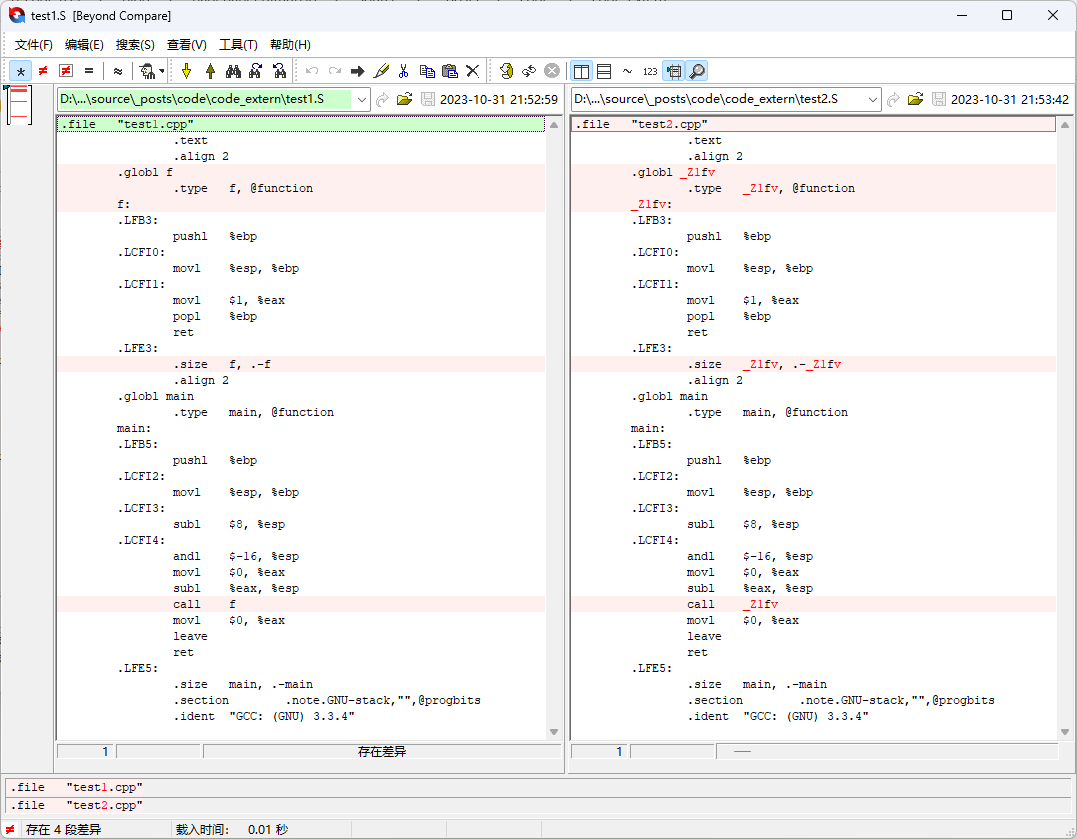 test1.S [Beyond Compare]
文件(F) 编辑(E) 搜索(S) 查看(V) 工具(T) 帮助(H)
123
D:\...\source\_posts\code\code_extern\test1.S 2023-10-31 21:52:59
.file "test1.cpp"
.text
.align 2
.globl f
.type f, @function
f:
.LFB3:
pushl %ebp
.LCFI0:
movl %esp, %ebp
.LCFI1:
movl $1, %eax
popl %ebp
ret
.LFE3:
.size f, .-f
.align 2
.globl main
.type main, @function
main:
.LFB5:
pushl %ebp
.LCFI2:
movl %esp, %ebp
.LCFI3:
subl $8, %esp
.LCFI4:
andl $-16, %esp
movl $0, %eax
subl %eax, %esp
call f
movl $0, %eax
leave
ret
.LFE5:
.size main, .-main
.section .note.GNU-stack,"",@progbits
.ident "GCC: (GNU) 3.3.4"
1 存在差异
D:\...\source\_posts\code\code_extern\test2.S 2023-10-31 21:53:42
.file "test2.cpp"
.text
.align 2
.globl _Z1fv
.type _Z1fv, @function
_Z1fv:
.LFB3:
pushl %ebp
.LCFI0:
movl %esp, %ebp
.LCFI1:
movl $1, %eax
popl %ebp
ret
.LFE3:
.size _Z1fv, .-_Z1fv
.align 2
.globl main
.type main, @function
main:
.LFB5:
pushl %ebp
.LCFI2:
movl %esp, %ebp
.LCFI3:
subl $8, %esp
.LCFI4:
andl $-16, %esp
movl $0, %eax
subl %eax, %esp
call _Z1fv
movl $0, %eax
leave
ret
.LFE5:
.size main, .-main
.section .note.GNU-stack,"",@progbits
.ident "GCC: (GNU) 3.3.4"
1
.file "test1.cpp"
.file "test2.cpp"
存在 4 段差异 载入时间: 0.01 秒